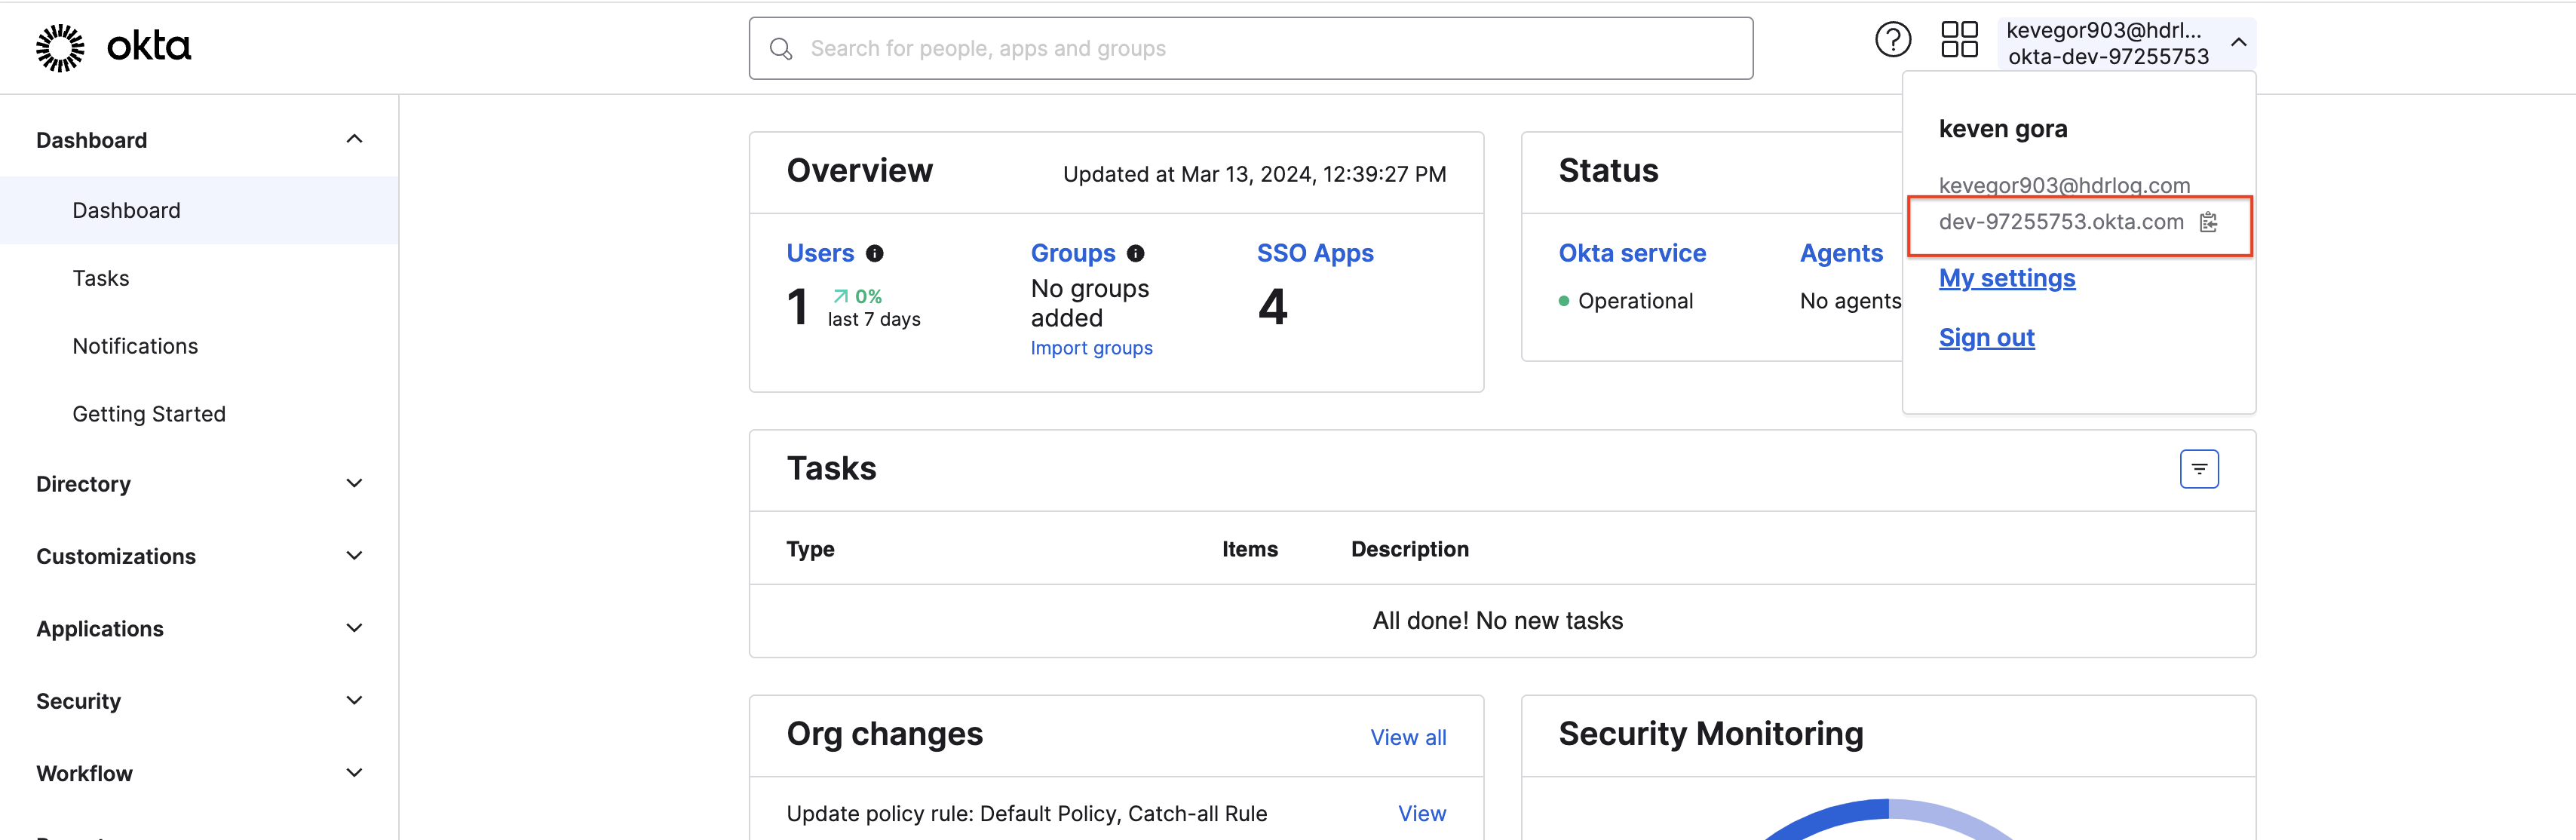 okta
Search for people, apps and groups
kevegor903@hdrl...
okta-dev-97255753
keven gora
kevegor903@hdrlog.com
dev-97255753.okta.com
My settings
Sign out
Dashboard
Dashboard
Tasks
Notifications
Getting Started
Directory
Customizations
Applications
Security
Workflow
Overview
Updated at Mar 13, 2024, 12:39:27 PM
Users
1
0%
last 7 days
Groups
No groups
added
Import groups
SSO Apps
4
Status
Okta service
Operational
Agents
No agents
Tasks
Type Items Description
All done! No new tasks
Org changes
View all
Update policy rule: Default Policy, Catch-all Rule
View
Security Monitoring